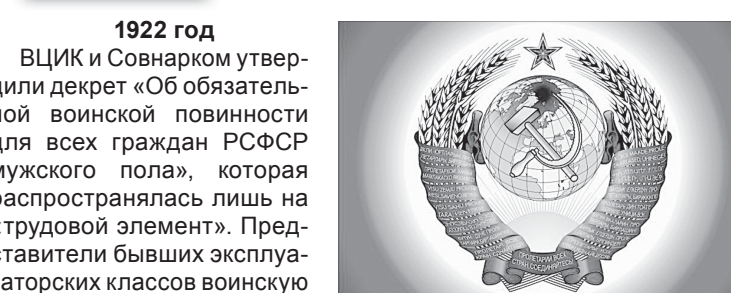 1922 год
ВЦИК и Совнарком утвер-
дили декрет «Об обязатель-
ной воинской повинности
для всех граждан РСФСР
мужского пола», которая
распространялась лишь на
«трудовой элемент». Пред-
ставители бывших эксплуа-
таторских классов воинскую
ПРОЛЕТАРИИ ВСЕХ
СТРАН, СОЕДИНЯЙТЕСЬ!